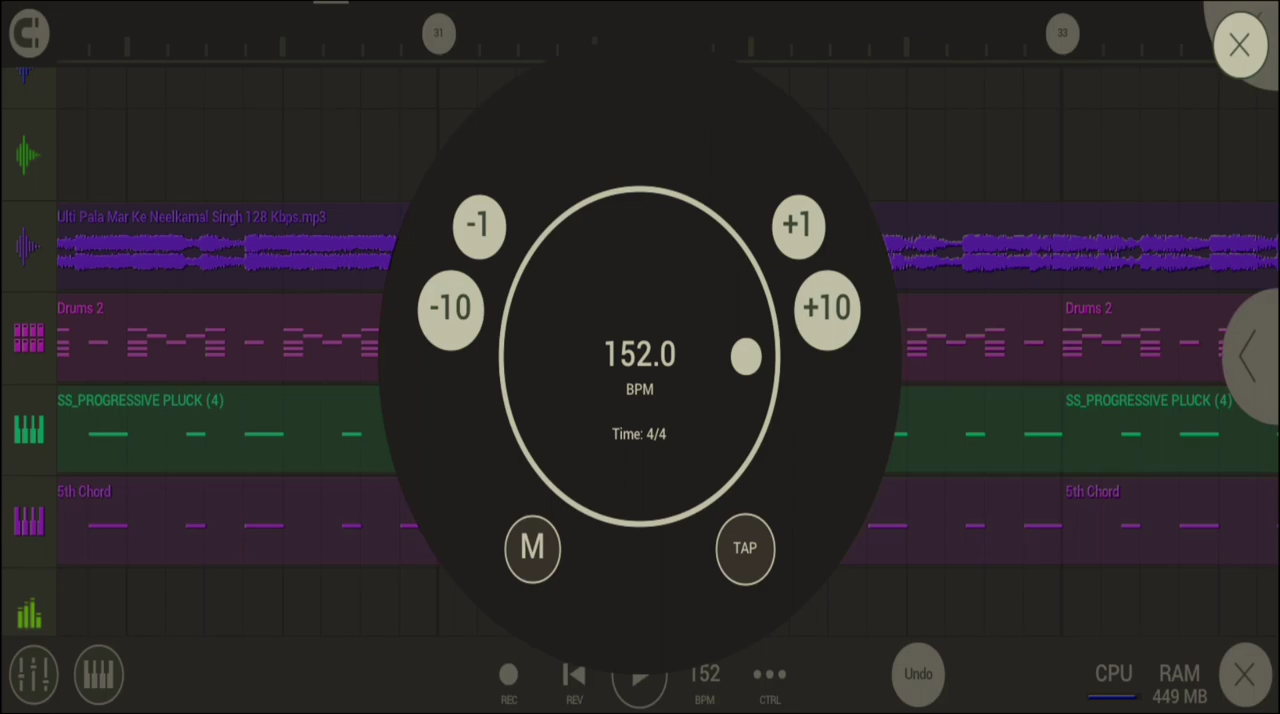 31
33
Ulti Pala Mar Ke Neelkamal Singh 128 Kbps.mp3
-1
+1
-10
+10
Drums 2
Drums 2
152.0
BPM
SS_PROGRESSIVE PLUCK (4)
SS_PROGRESSIVE PLUCK (4)
Time: 4/4
5th Chord
5th Chord
M
TAP
152
Undo
CPU
RAM
449 MB
REC
REV
BPM
CTRL